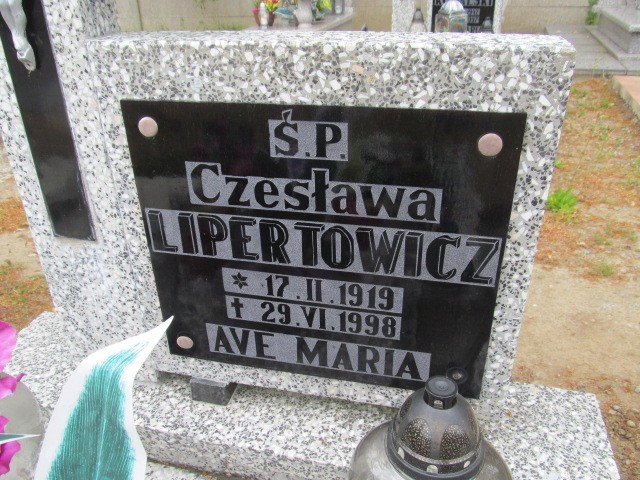 Ś.P.
Czesława
LIPERTOWICZ
* 17.II.1919
✝ 29.VI.1998
AVE MARIA